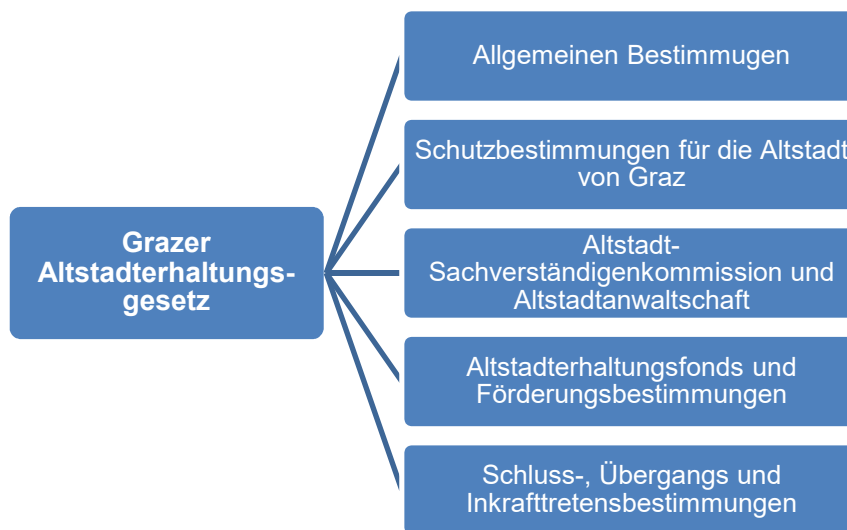 Allgemeinen Bestimmugen
Schutzbestimmungen für die Altstadt
von Graz
Grazer
Altstadterhaltungs-
gesetz
Altstadt-
Sachverständigenkommission und
Altstadtanwaltschaft
Altstadterhaltungsfonds und
Förderungsbestimmungen
Schluss-, Übergangs und
Inkrafttretensbestimmungen